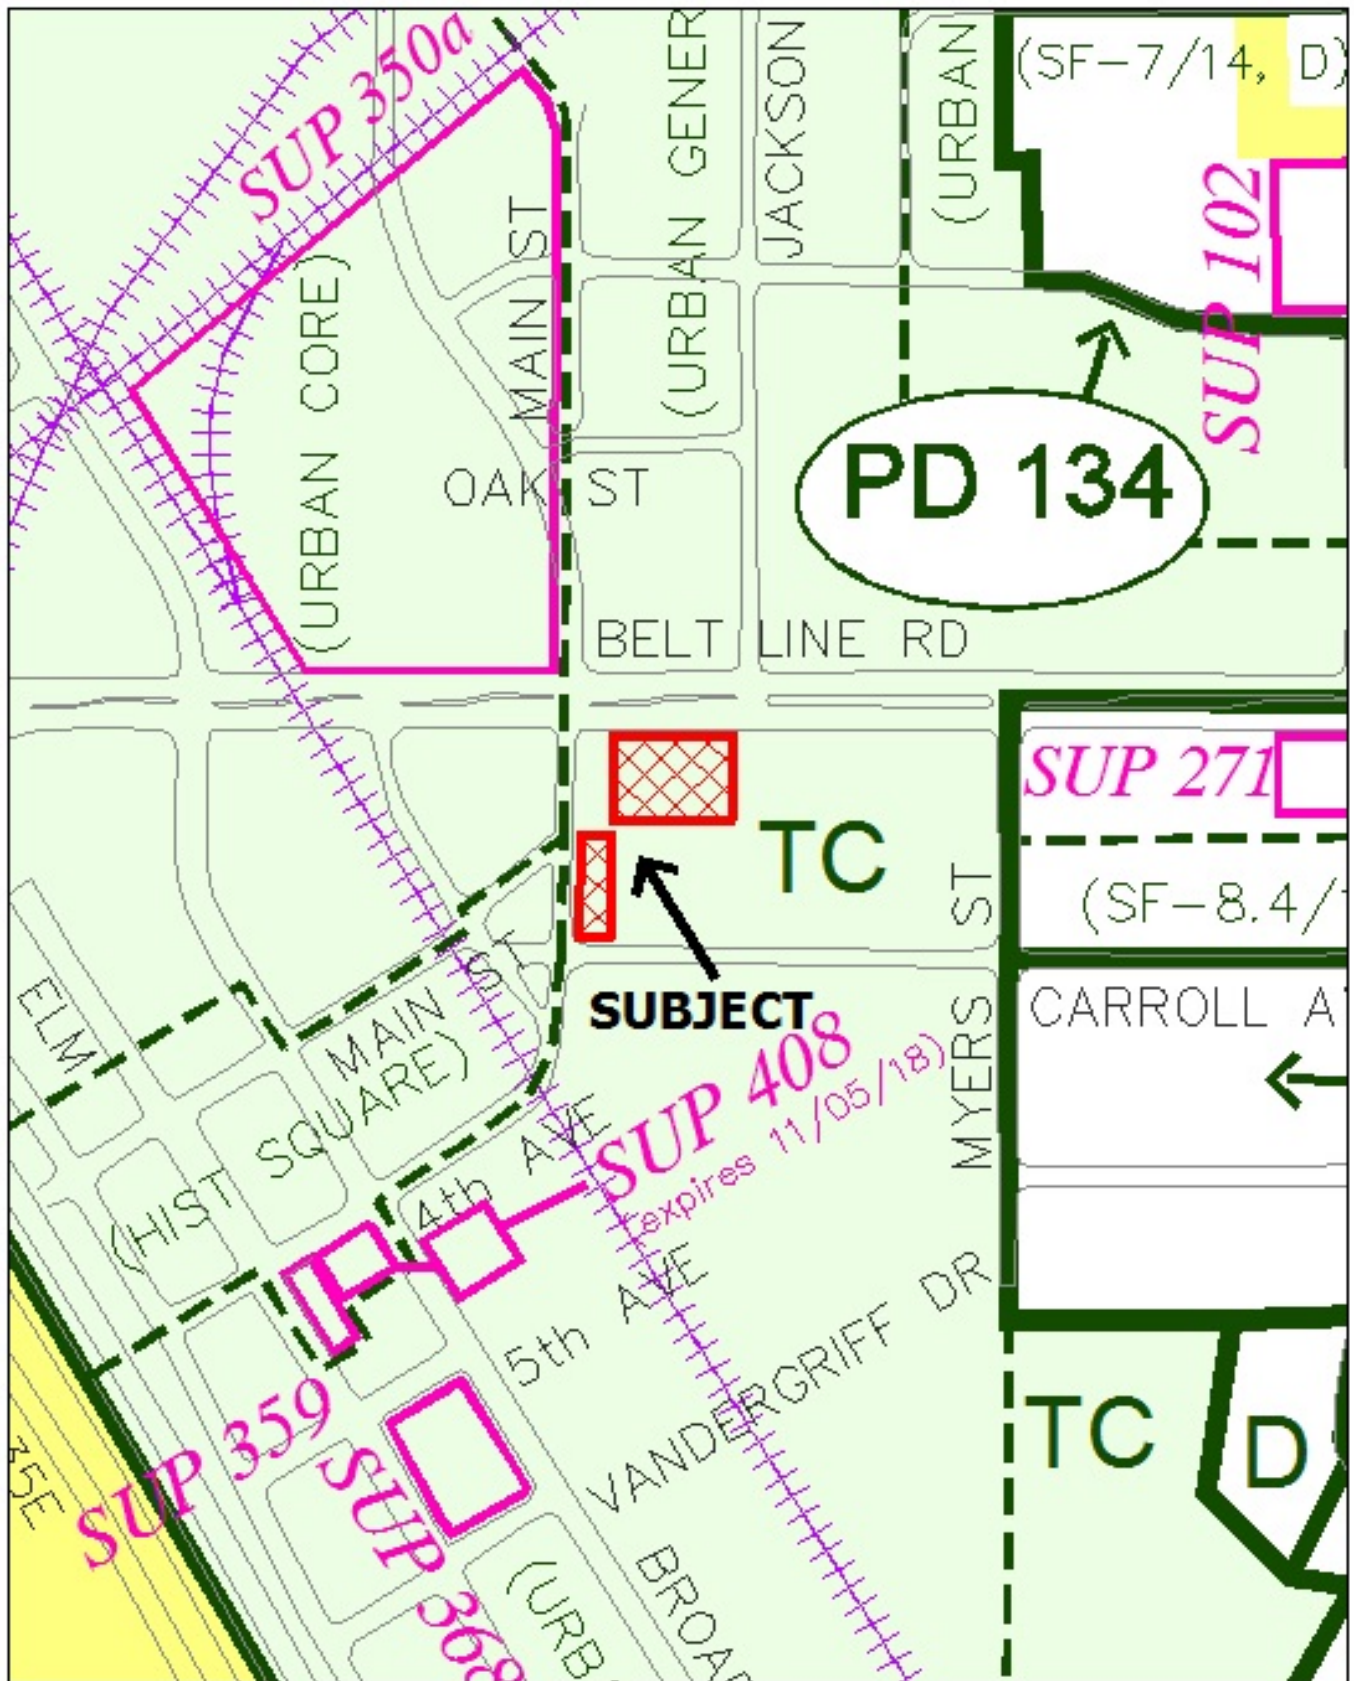 SUP 350a
(URBAN GENER
JACKSON
(URBAN
(SF-7/14, D)
SUP 102
MAIN ST
(URBAN CORE)
PD 134
OAK ST
BELT LINE RD
SUP 271
TC
ST
(SF-8.4/
MAIN ST
ELM
SUBJECT
MYERS
CARROLL A
SUP 408
(expires 11/05/18)
(HIST SQUARE)
4th AVE
5th AVE
VANDERGRIFF DR
SUP 359
TC
D
35E
SUP 368
(URB
BROAD